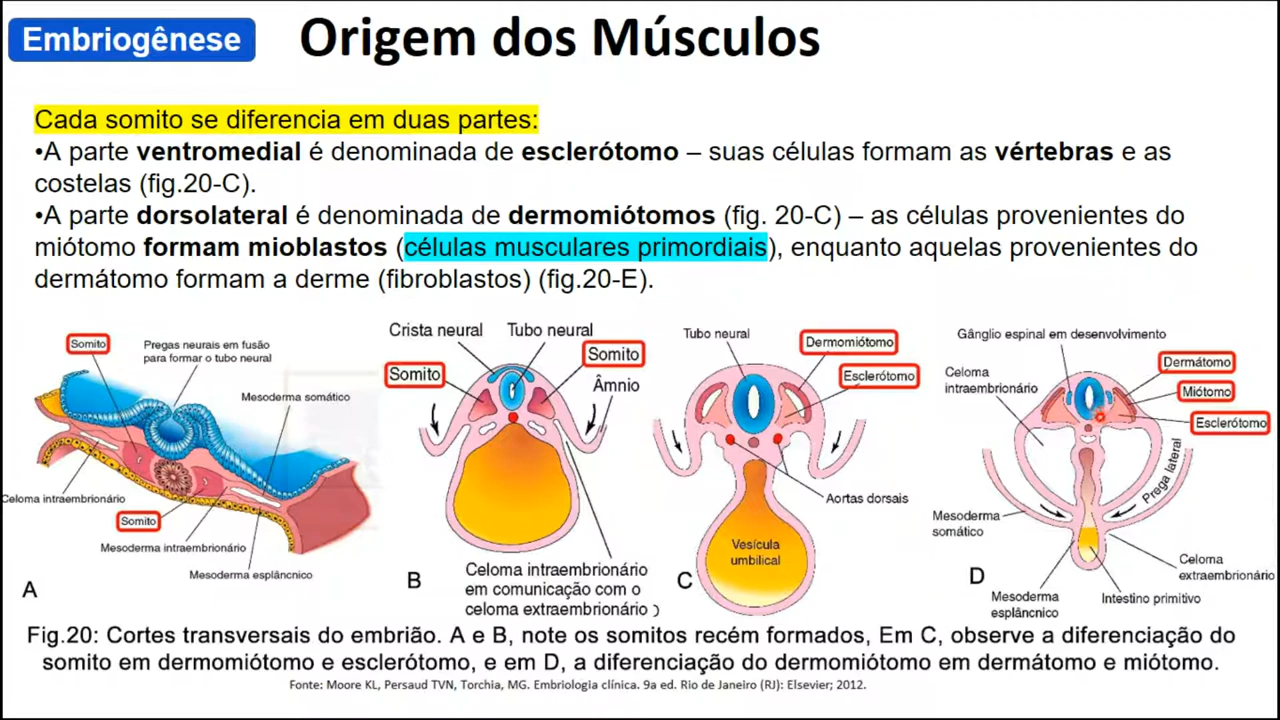 Embriogênese
Origem dos Músculos
Cada somito se diferencia em duas partes:
•A parte ventromedial é denominada de esclerótomo – suas células formam as vértebras e as
costelas (fig.20-C).
•A parte dorsolateral é denominada de dermomiótomos (fig. 20-C) – as células provenientes do
miótomo formam mioblastos (células musculares primordiais), enquanto aquelas provenientes do
dermátomo formam a derme (fibroblastos) (fig.20-E).
Somito
Pregas neurais em fusão
para formar o tubo neural
Mesoderma somático
Celoma intraembrionário
Somito
Mesoderma intraembrionário
Mesoderma esplâncnico
A
Crista neural
Tubo neural
Somito
Somito
Âmnio
B
Celoma intraembrionário
em comunicação com o
celoma extraembrionário )
Tubo neural
Dermomiótomo
Esclerótomo
Aortas dorsais
Vesícula
umbilical
C
Gânglio espinal em desenvolvimento
Celoma
intraembrionário
Dermátomo
Miótomo
Esclerótomo
Prega lateral
Mesoderma
somático
Celoma
extraembrionário
D
Mesoderma
esplâncnico
Intestino primitivo
Fig.20: Cortes transversais do embrião. A e B, note os somitos recém formados, Em C, observe a diferenciação do
somito em dermomiótomo e esclerótomo, e em D, a diferenciação do dermomiótomo em dermátomo e miótomo.
Fonte: Moore KL, Persaud TVN, Torchia, MG. Embriologia clínica. 9a ed. Rio de Janeiro (RJ): Elsevier; 2012.